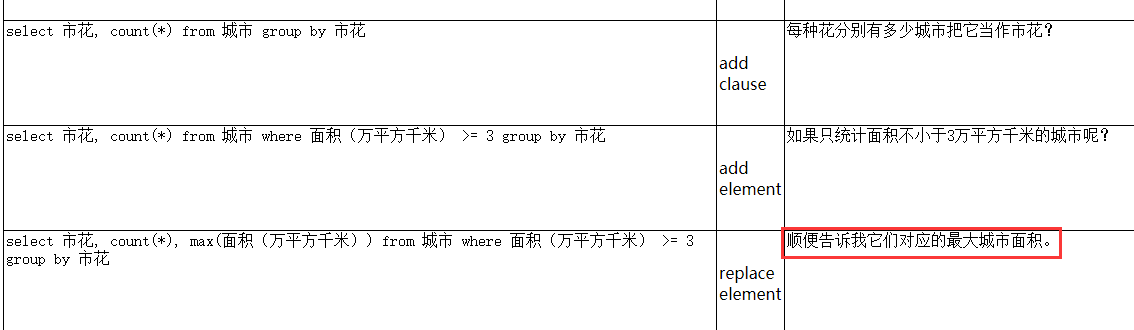 select 市花, count(*) from 城市 group by 市花
add
clause
每种花分别有多少城市把它当作市花？
select 市花, count(*) from 城市 where 面积（万平方千米） >= 3 group by 市花
add
element
如果只统计面积不小于3万平方千米的城市呢？
select 市花, count(*), max(面积（万平方千米）) from 城市 where 面积（万平方千米） >= 3
group by 市花
replace
element
顺便告诉我它们对应的最大城市面积。